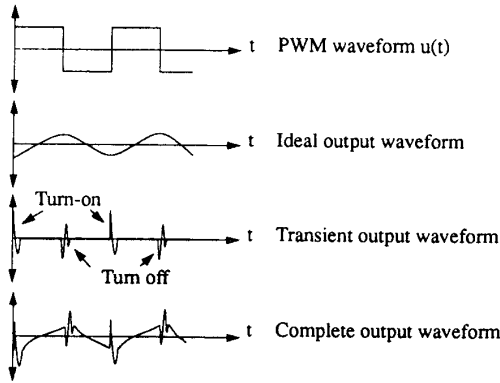 t PWM waveform u(t)
t Ideal output waveform
Turn-on
t Transient output waveform
Turn off
t Complete output waveform